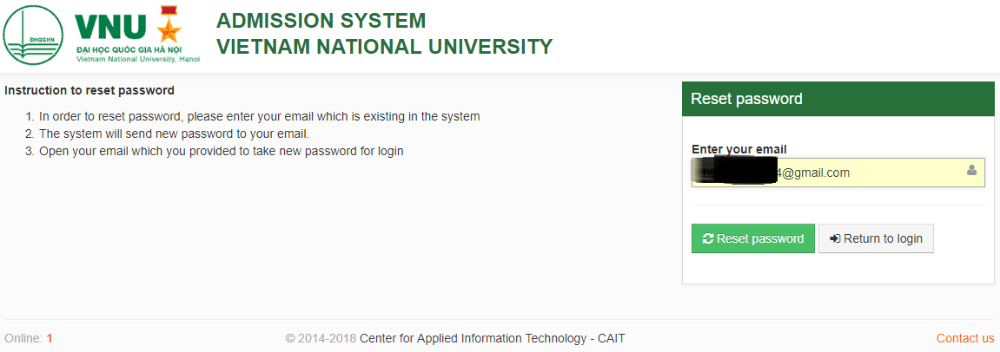 ĐHQGHN
VNU
ĐẠI HỌC QUỐC GIA HÀ NỘI
Vietnam National University, Hanoi
ADMISSION SYSTEM
VIETNAM NATIONAL UNIVERSITY
Instruction to reset password
1. In order to reset password, please enter your email which is existing in the system
2. The system will send new password to your email.
3. Open your email which you provided to take new password for login
Reset password
Enter your email
4@gmail.com
Reset password
Return to login
Online: 1
© 2014-2018 Center for Applied Information Technology - CAIT
Contact us